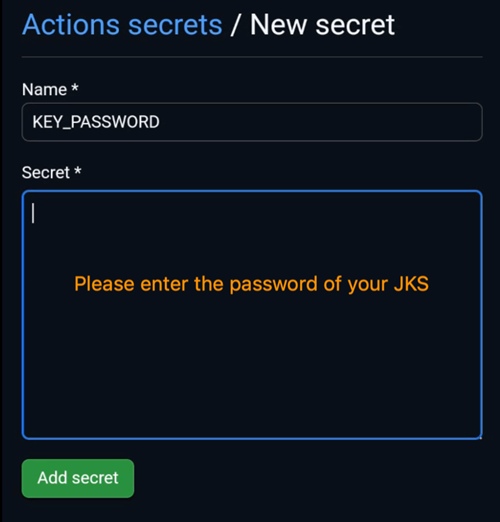 Actions secrets / New secret
Name *
KEY_PASSWORD
Secret *
Please enter the password of your JKS
Add secret